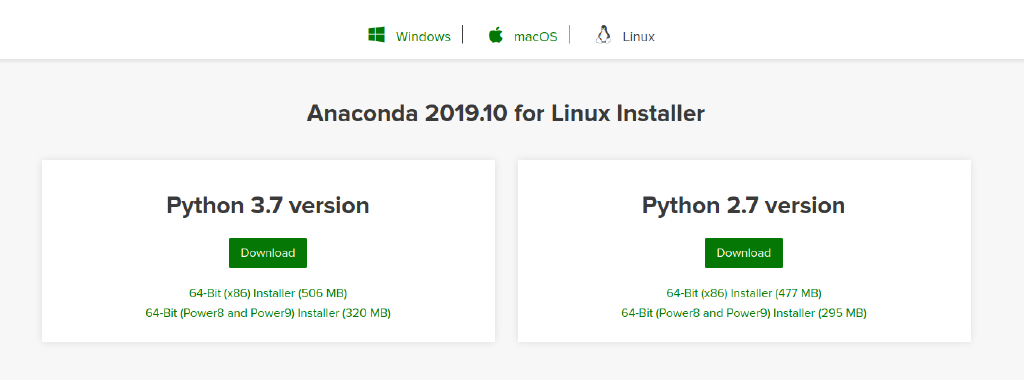 Windows macOS Linux
Anaconda 2019.10 for Linux Installer
Python 3.7 version
Download
64-Bit (x86) Installer (506 MB)
64-Bit (Power8 and Power9) Installer (320 MB)
Python 2.7 version
Download
64-Bit (x86) Installer (477 MB)
64-Bit (Power8 and Power9) Installer (295 MB)